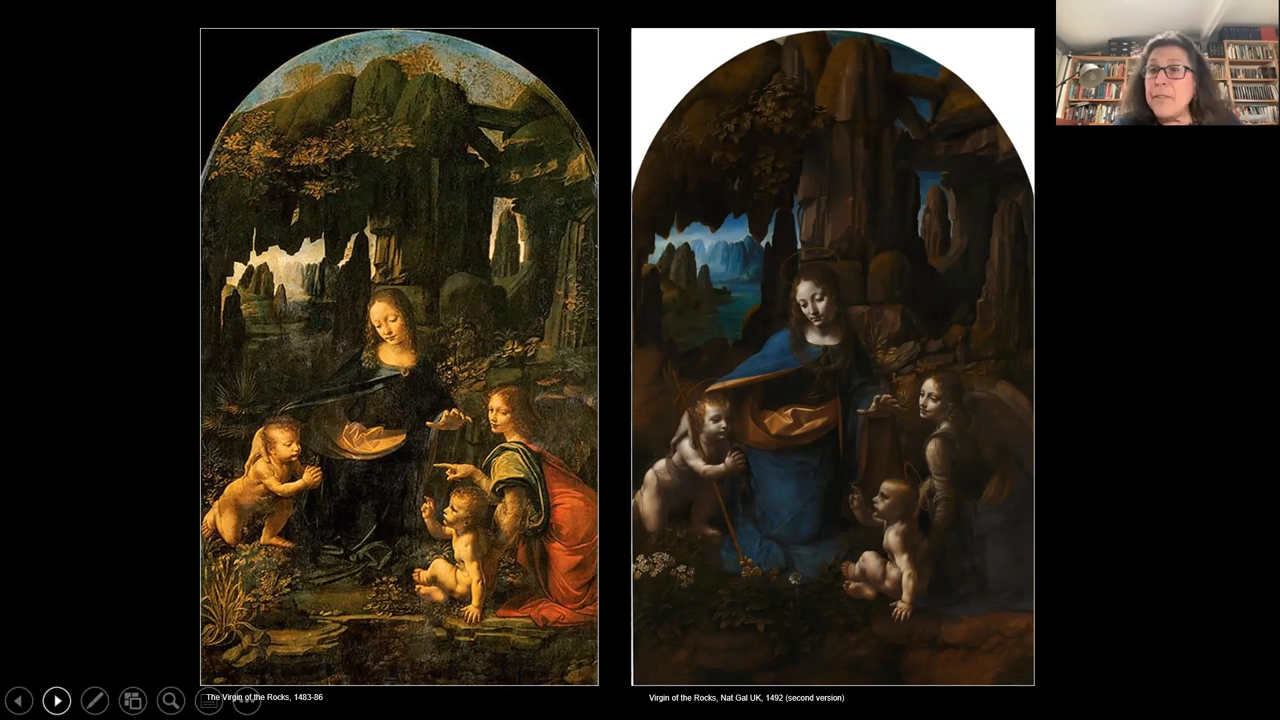 The Virgin of the Rocks, 1483-86
Virgin of the Rocks, Nat Gal UK, 1492 (second version)